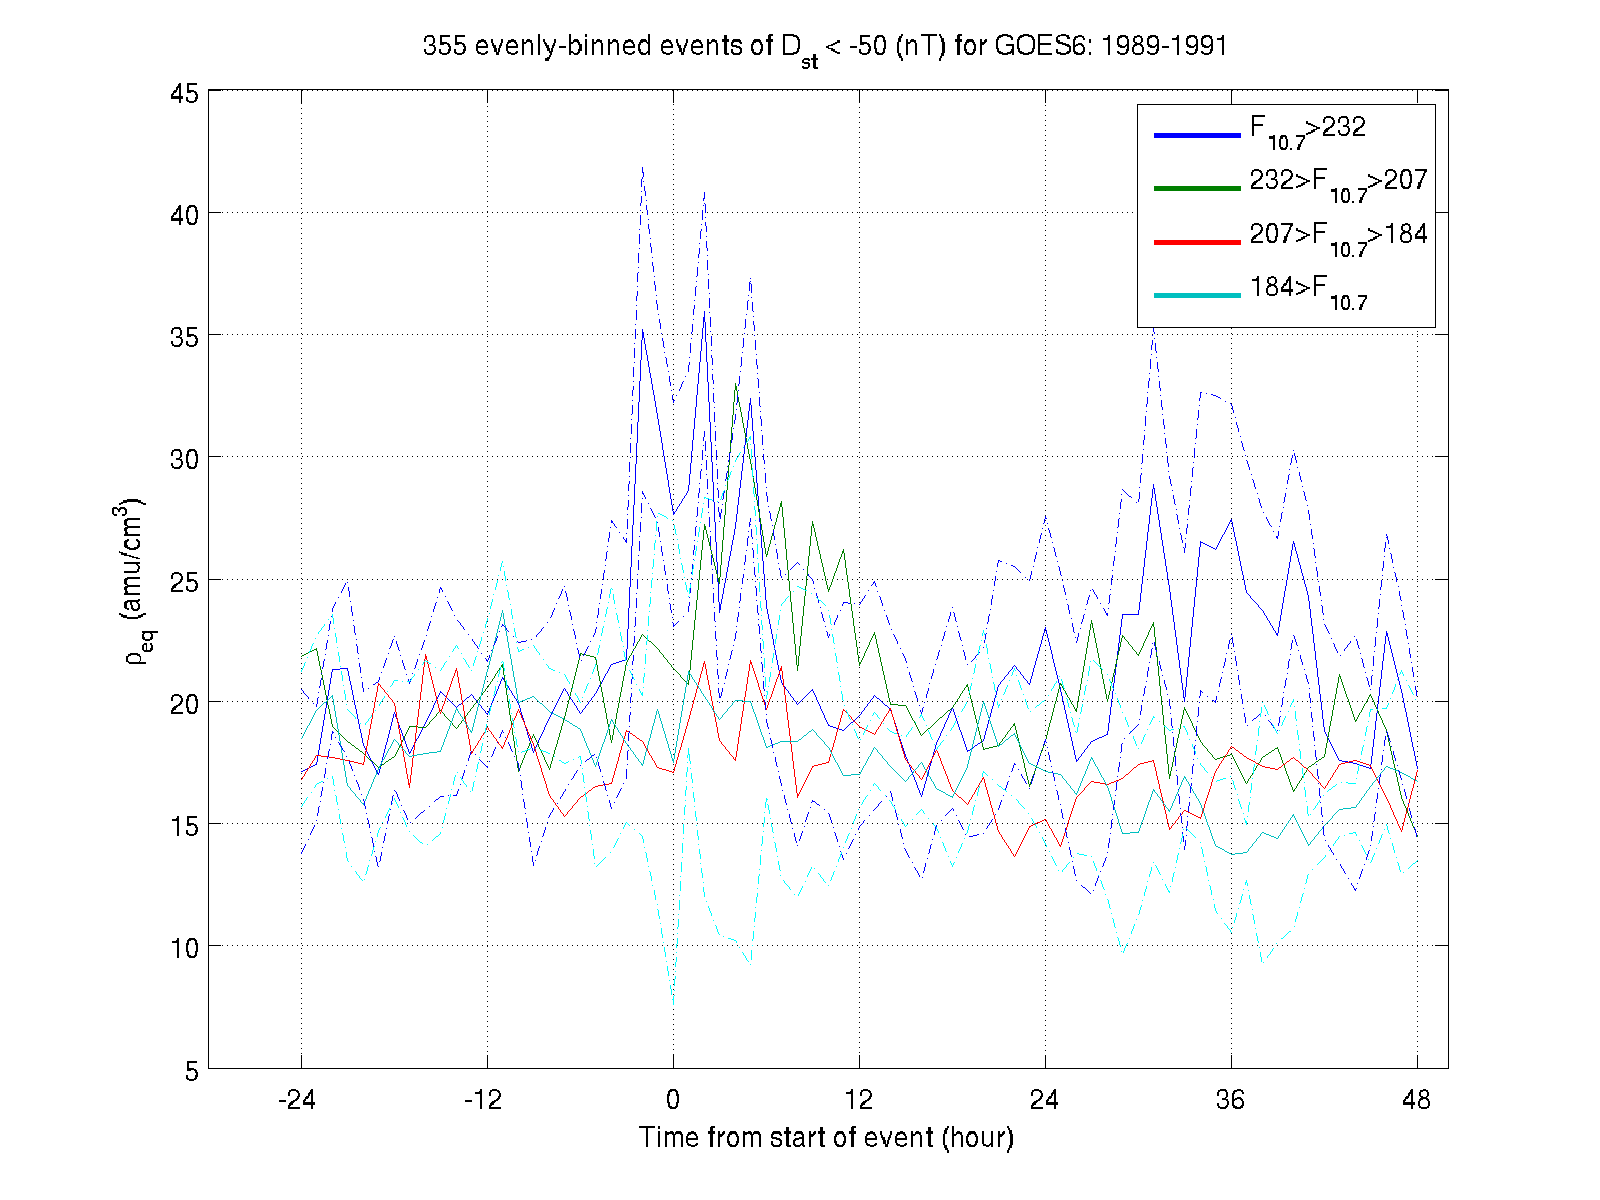 355 evenly-binned events of D_st < -50 (nT) for GOES6: 1989-1991
F_10.7>232
232>F_10.7>207
207>F_10.7>184
184>F_10.7
45
40
35
30
25
20
15
10
5
ρ_eq (amu/cm³)
-24 -12 0 12 24 36 48
Time from start of event (hour)